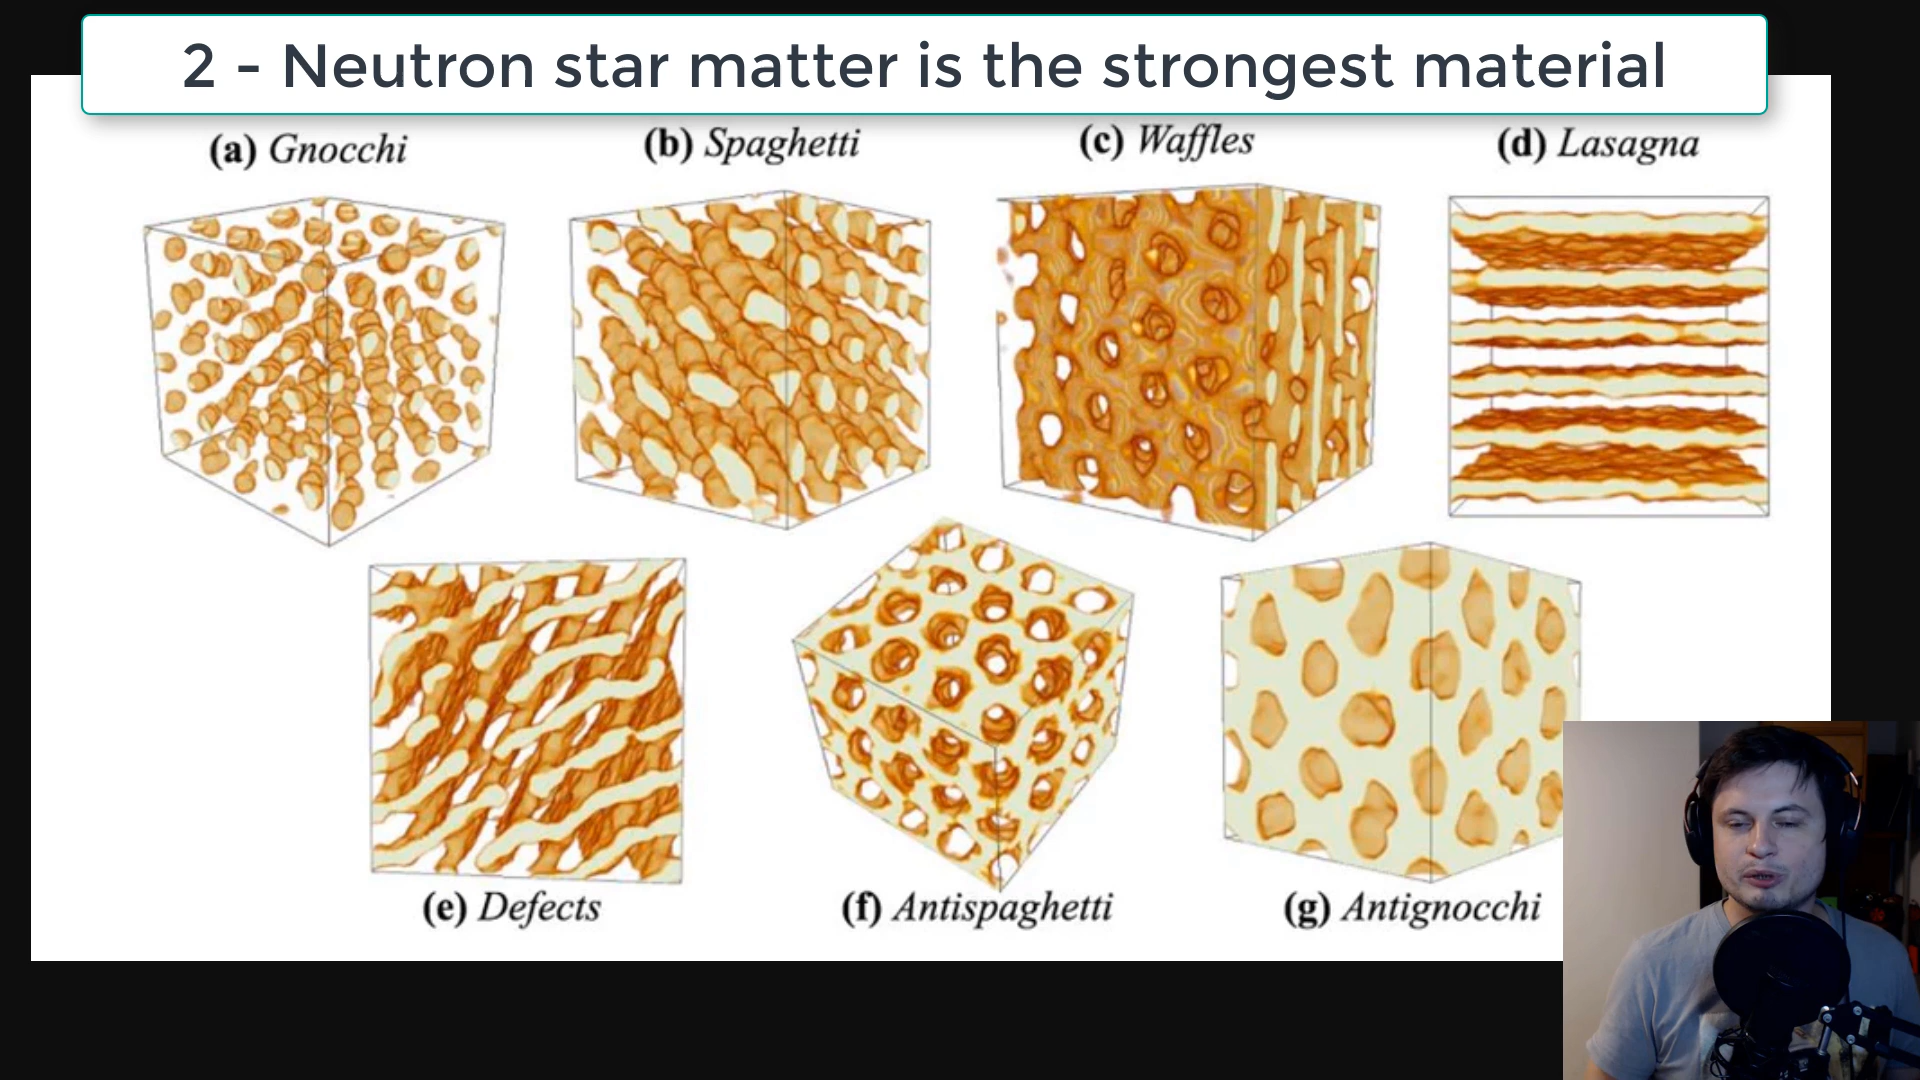 2 - Neutron star matter is the strongest material
(a) Gnocchi
(b) Spaghetti
(c) Waffles
(d) Lasagna
(e) Defects
(f) Antispaghetti
(g) Antignocchi